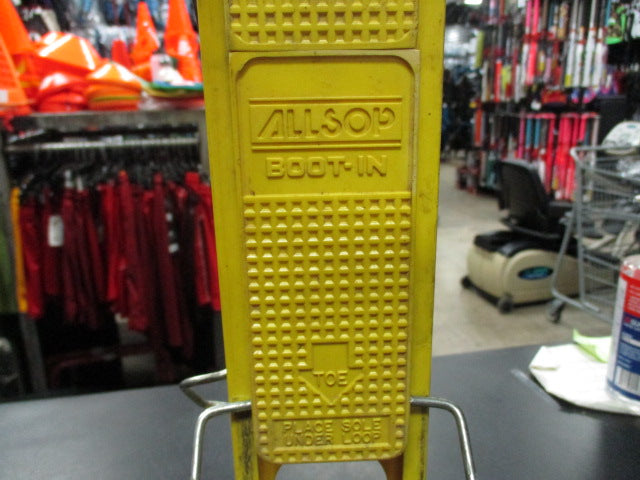 ALLSOP
BOOT-IN
TOE
PLACE SOLE
UNDER LOOP